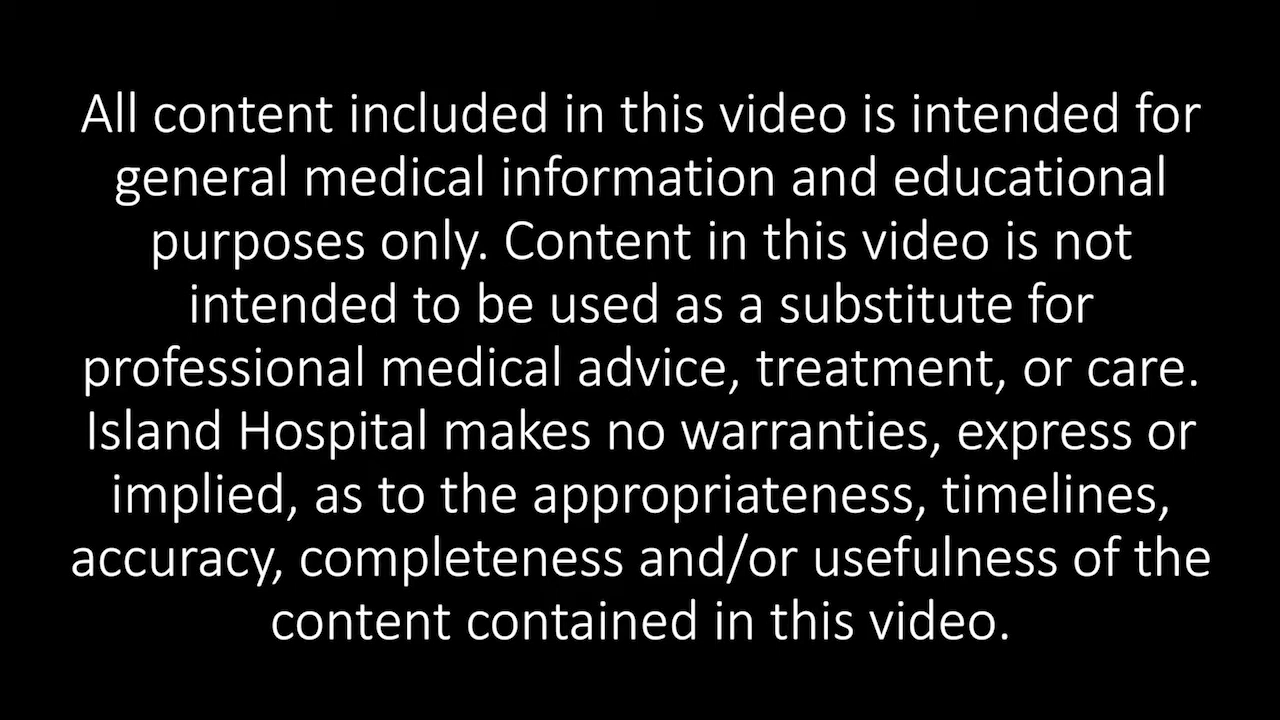 All content included in this video is intended for
general medical information and educational
purposes only. Content in this video is not
intended to be used as a substitute for
professional medical advice, treatment, or care.
Island Hospital makes no warranties, express or
implied, as to the appropriateness, timelines,
accuracy, completeness and/or usefulness of the
content contained in this video.